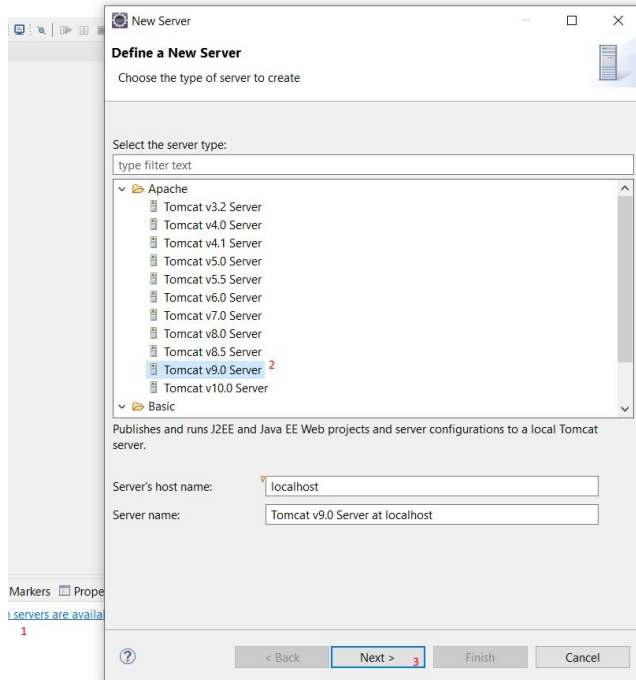 New Server
Define a New Server
Choose the type of server to create
Select the server type:
type filter text
Apache
Tomcat v3.2 Server
Tomcat v4.0 Server
Tomcat v4.1 Server
Tomcat v5.0 Server
Tomcat v5.5 Server
Tomcat v6.0 Server
Tomcat v7.0 Server
Tomcat v8.0 Server
Tomcat v8.5 Server
Tomcat v9.0 Server 2
Tomcat v10.0 Server
Basic
Publishes and runs J2EE and Java EE Web projects and server configurations to a local Tomcat
server.
Server's host name: localhost
Server name: Tomcat v9.0 Server at localhost
Markers Prope
servers are availa
1
? < Back Next > 3 Finish Cancel